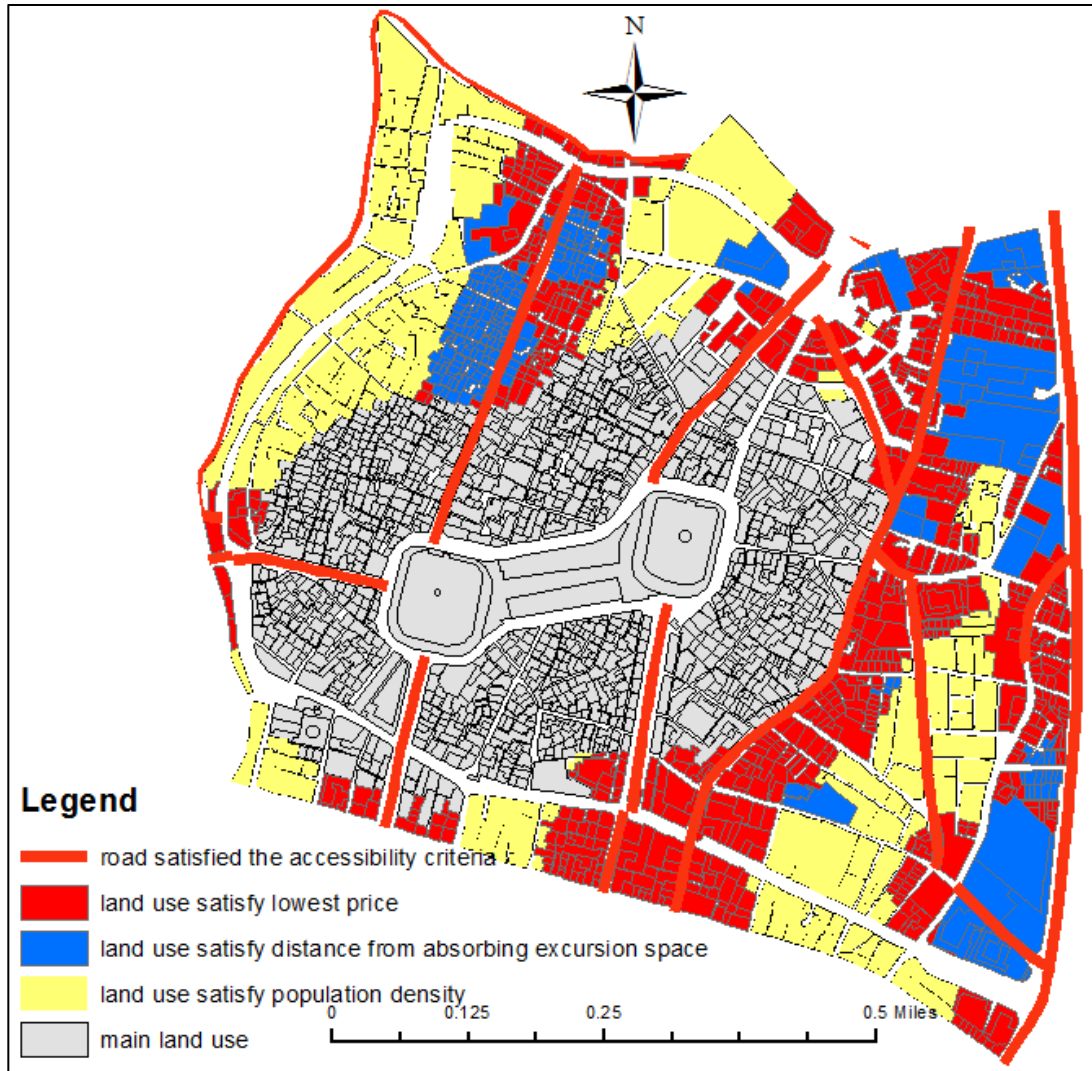 N
Legend
road satisfied the accessibility criteria
land use satisfy lowest price
land use satisfy distance from absorbing excursion space
land use satisfy population density
main land use
0 0.125 0.25 0.5 Miles